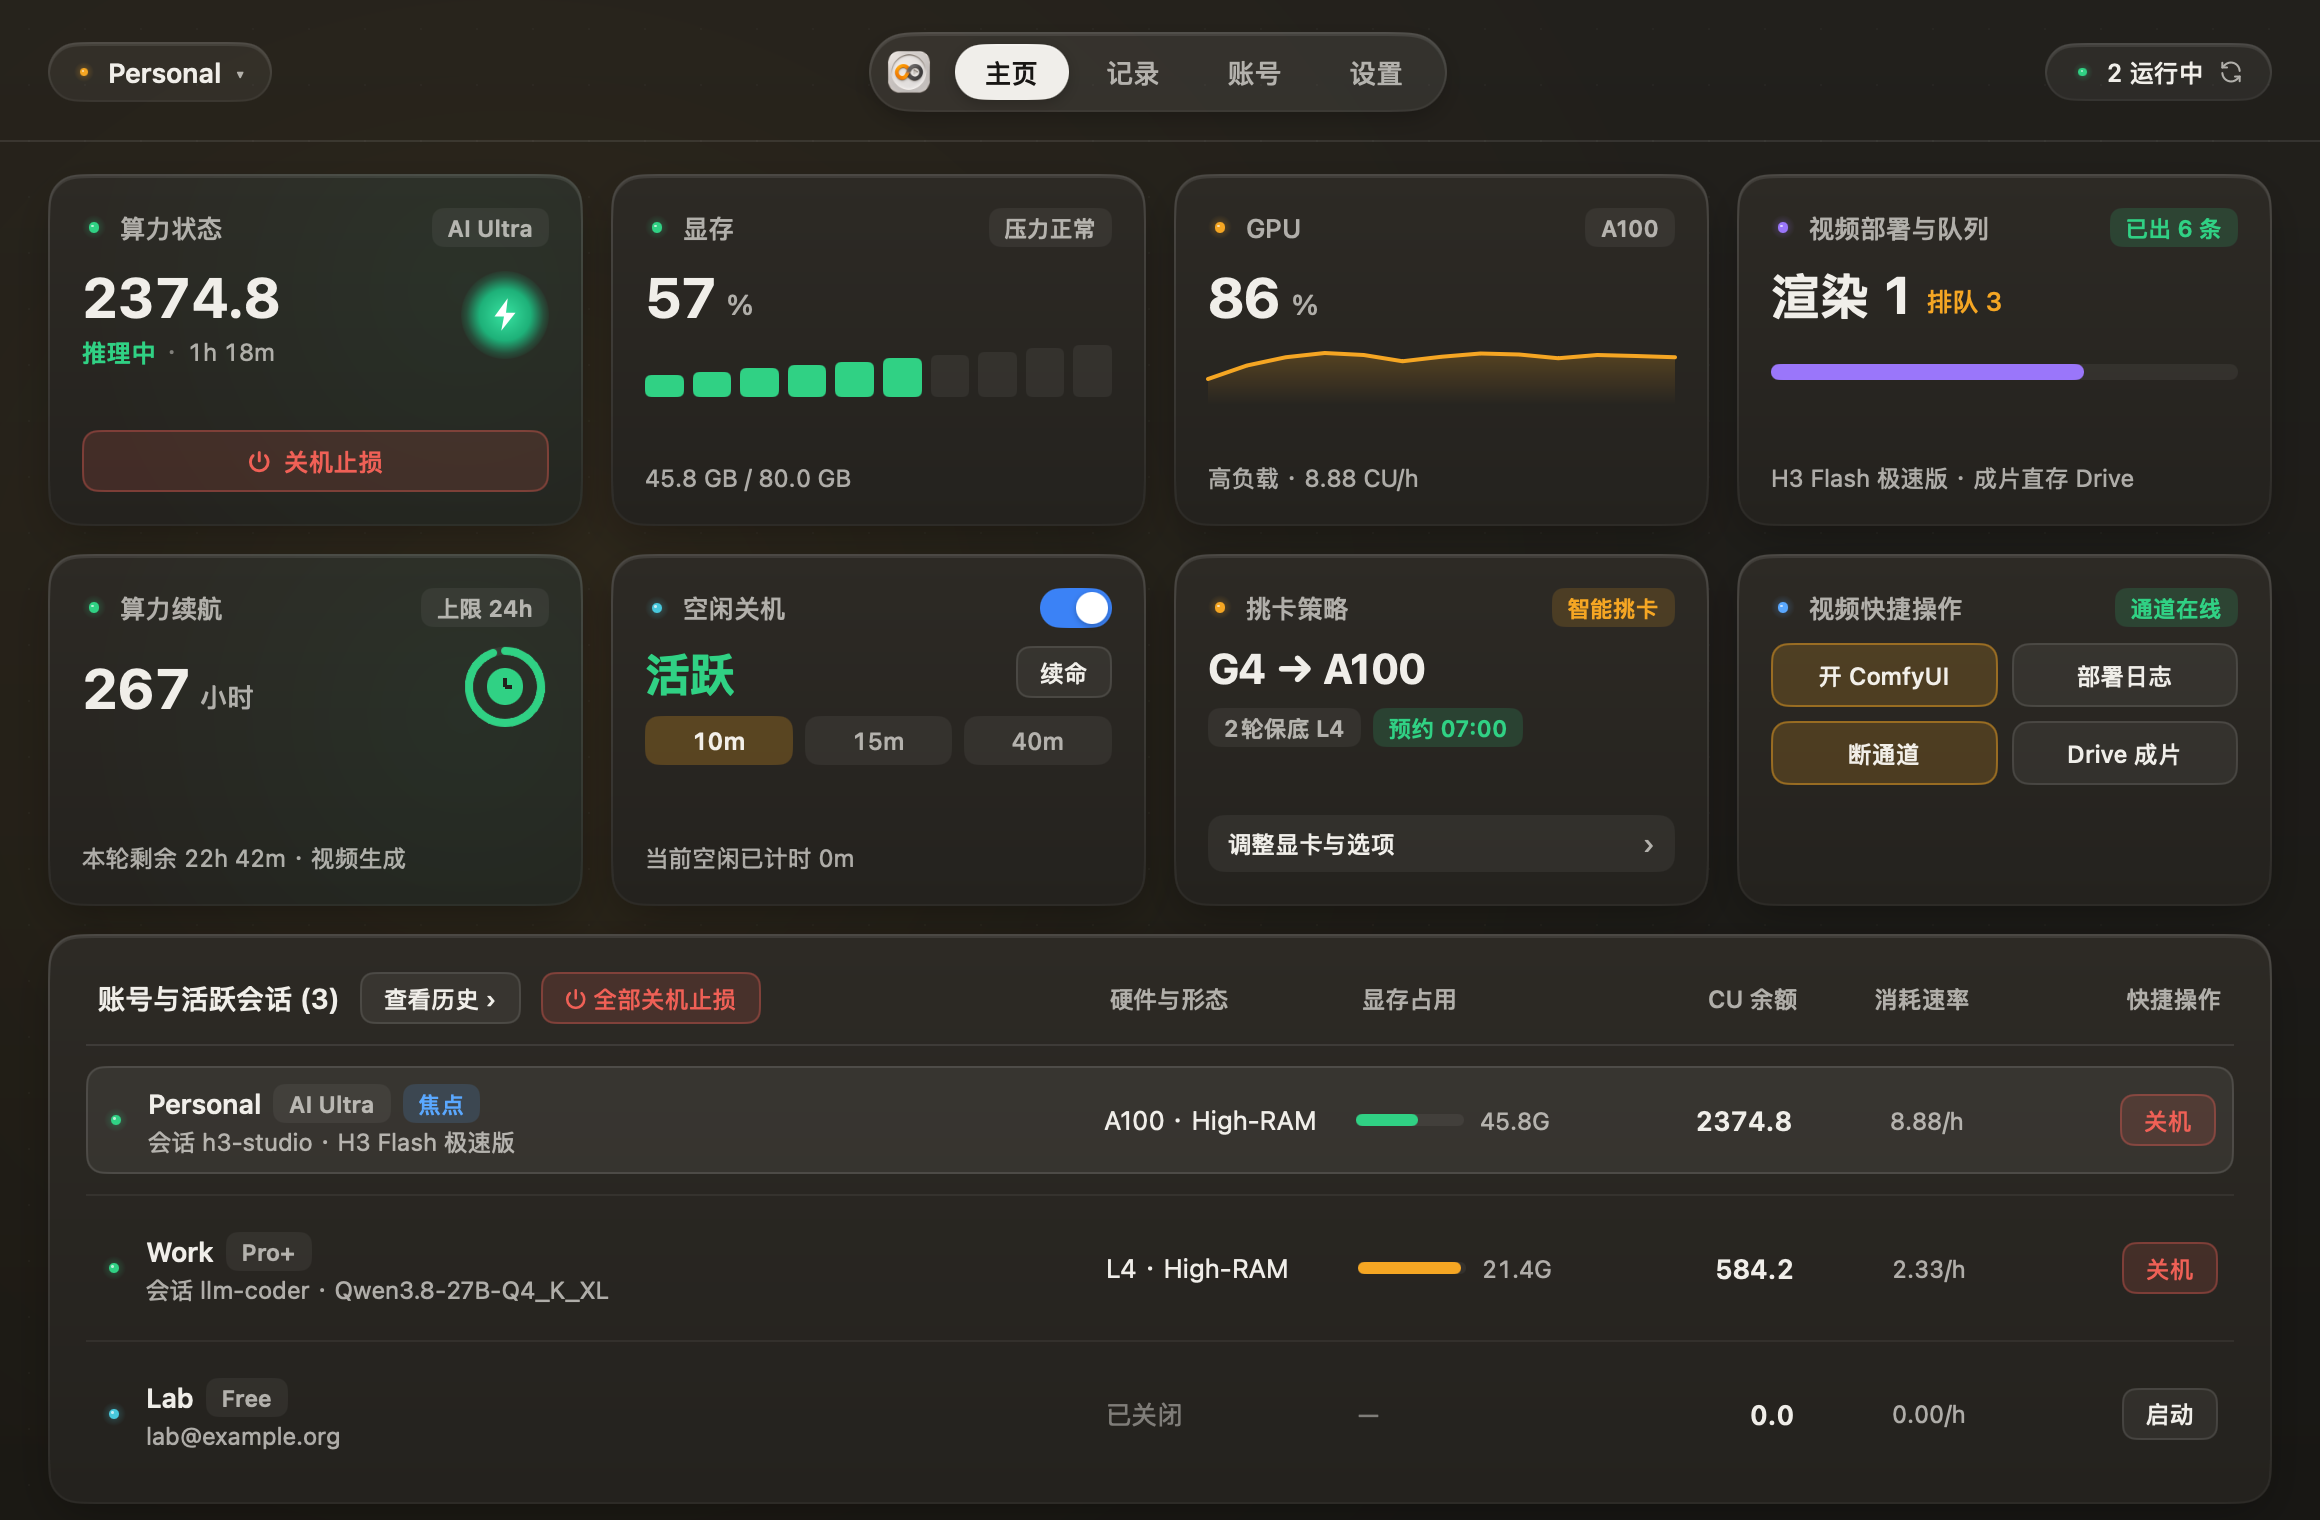 Personal ▾
主页 记录 账号 设置
2 运行中
算力状态 AI Ultra
2374.8
推理中 · 1h 18m
关机止损
显存 压力正常
57 %
45.8 GB / 80.0 GB
GPU A100
86 %
高负载 · 8.88 CU/h
视频部署与队列 已出 6 条
渲染 1 排队 3
H3 Flash 极速版 · 成片直存 Drive
算力续航 上限 24h
267 小时
本轮剩余 22h 42m · 视频生成
空闲关机
活跃 续命
10m 15m 40m
当前空闲已计时 0m
挑卡策略 智能挑卡
G4 → A100
2轮保底 L4 预约 07:00
调整显卡与选项 ›
视频快捷操作 通道在线
开 ComfyUI 部署日志
断通道 Drive 成片
账号与活跃会话 (3) 查看历史 › 全部关机止损 硬件与形态 显存占用 CU 余额 消耗速率 快捷操作
Personal AI Ultra 焦点
会话 h3-studio · H3 Flash 极速版
A100 · High-RAM 45.8G 2374.8 8.88/h 关机
Work Pro+
会话 llm-coder · Qwen3.8-27B-Q4_K_XL
L4 · High-RAM 21.4G 584.2 2.33/h 关机
Lab Free
lab@example.org
已关闭 — 0.0 0.00/h 启动